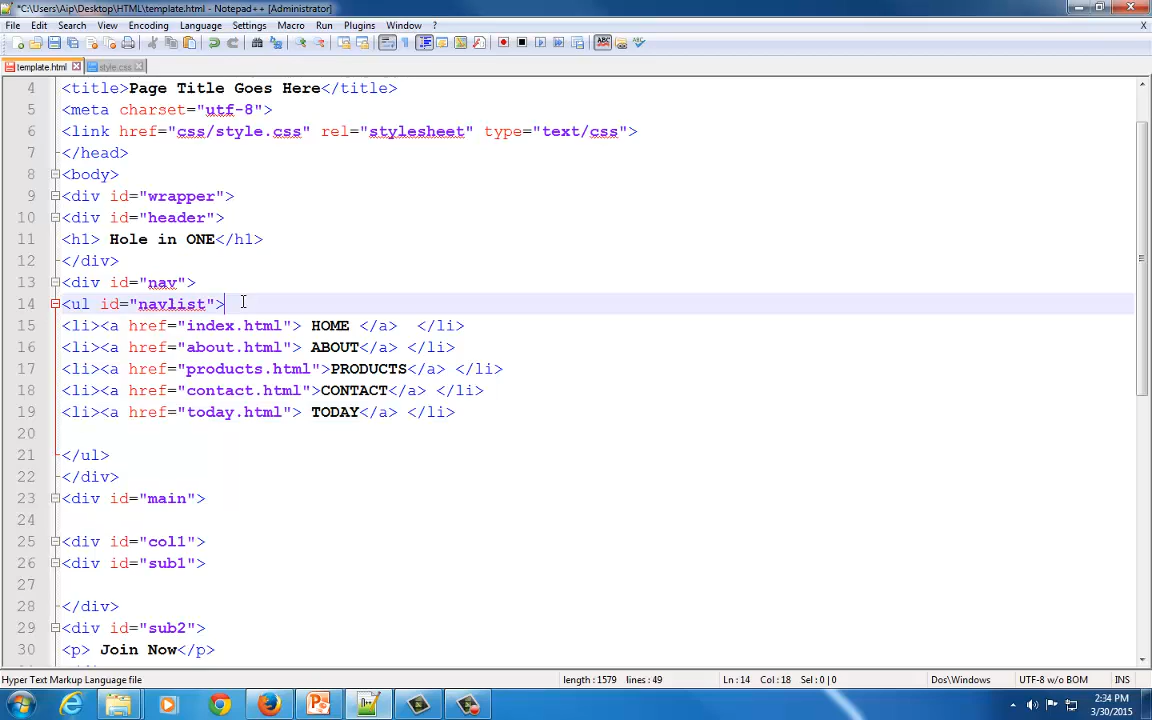 *C:\Users\Aip\Desktop\HTML\template.html - Notepad++ [Administrator]
File Edit Search View Encoding Language Settings Macro Run Plugins Window ? X
template.html style.css
4 <title>Page Title Goes Here</title>
5 <meta charset="utf-8">
6 <link href="css/style.css" rel="stylesheet" type="text/css">
7 </head>
8 <body>
9 <div id="wrapper">
10 <div id="header">
11 <h1> Hole in ONE</h1>
12 </div>
13 <div id="nav">
14 <ul id="navlist">
15 <li><a href="index.html"> HOME </a>  </li>
16 <li><a href="about.html"> ABOUT</a> </li>
17 <li><a href="products.html">PRODUCTS</a> </li>
18 <li><a href="contact.html">CONTACT</a> </li>
19 <li><a href="today.html"> TODAY</a> </li>
20
21 </ul>
22 </div>
23 <div id="main">
24
25 <div id="col1">
26 <div id="sub1">
27
28 </div>
29 <div id="sub2">
30 <p> Join Now</p>
Hyper Text Markup Language file length : 1579 lines : 49 Ln : 14 Col : 18 Sel : 0 | 0 Dos\Windows UTF-8 w/o BOM INS
2:34 PM
3/30/2015